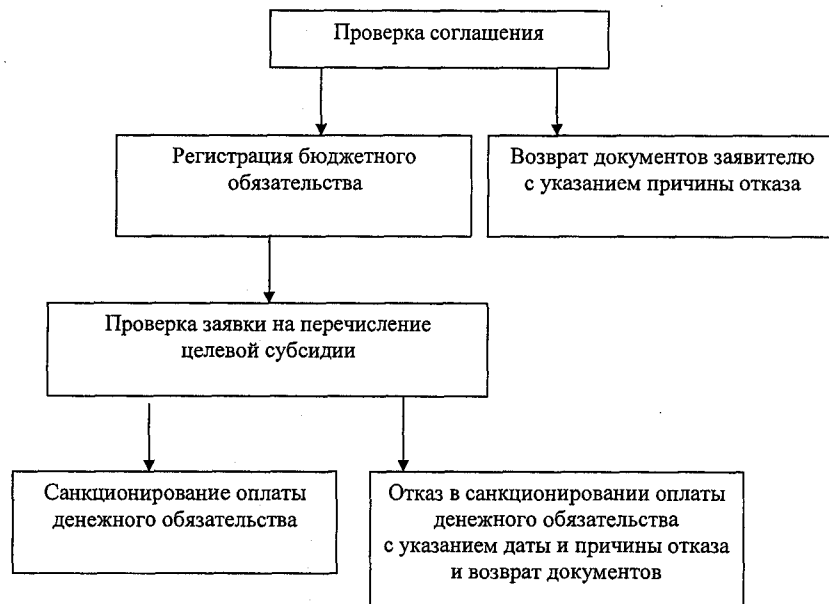 Проверка соглашения
Регистрация бюджетного
обязательства
Возврат документов заявителю
с указанием причины отказа
Проверка заявки на перечисление
целевой субсидии
Санкционирование оплаты
денежного обязательства
Отказ в санкционировании оплаты
денежного обязательства
с указанием даты и причины отказа
и возврат документов